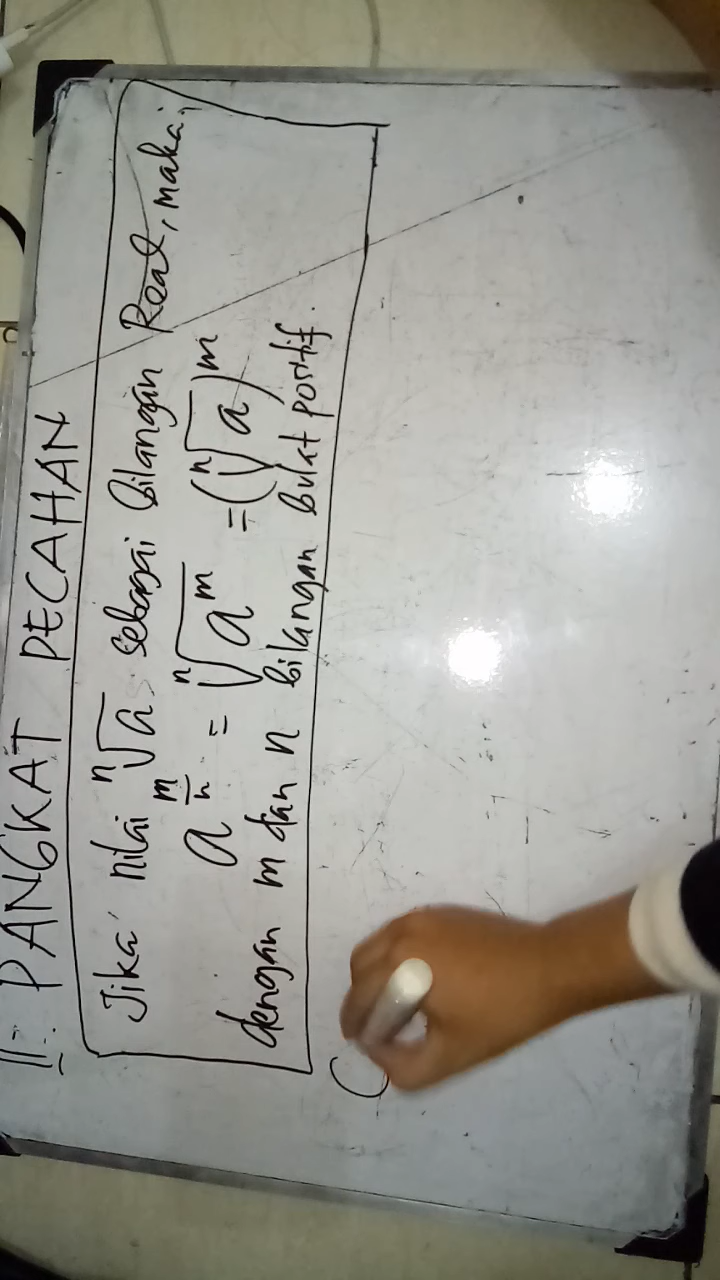 II. PANGKAT PECAHAN
Jika nilai ⁿ√a sebagai bilangan Real, maka;
a^(m/n) = ⁿ√a^m = (ⁿ√a)^m
dengan m dan n bilangan bulat positif.
C